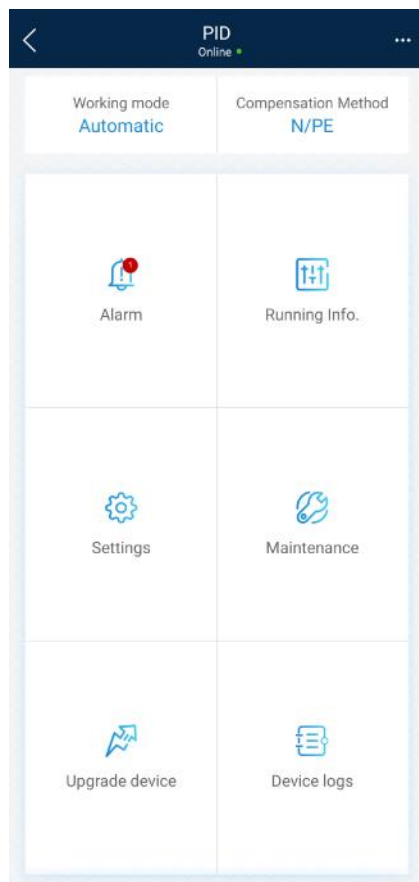 PID
Online
Working mode
Compensation Method
Automatic
N/PE
1
Alarm
Running Info.
Settings
Maintenance
Upgrade device
Device logs